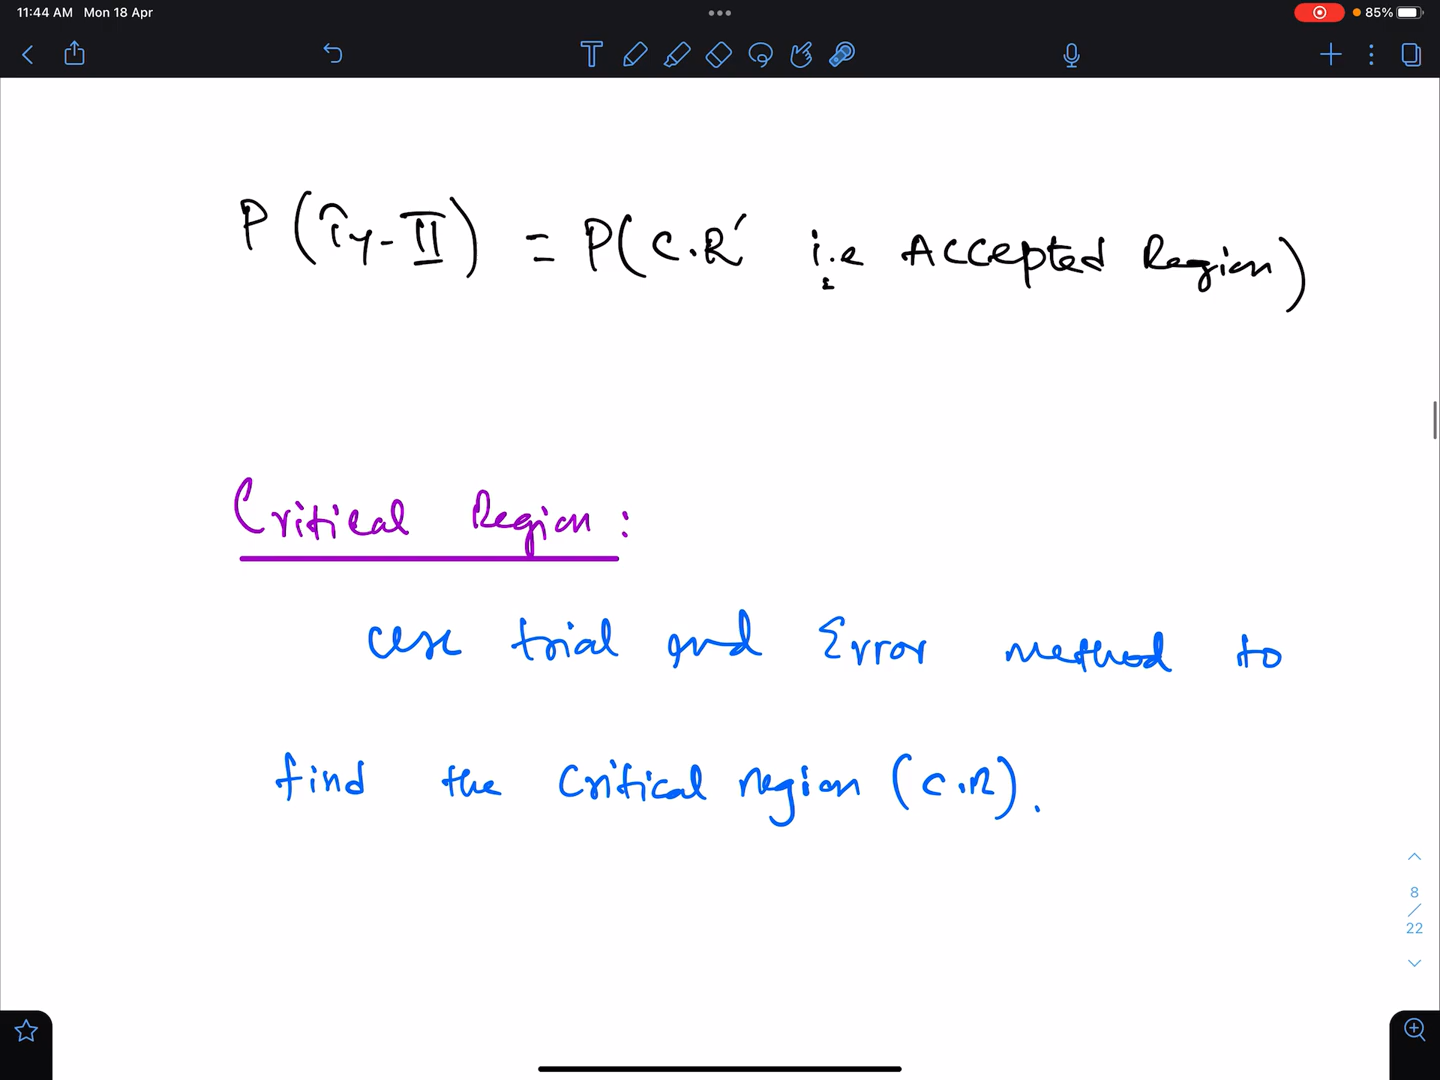 11:44 AM Mon 18 Apr
85%
P (Ty-II) = P(C.R' i.e Accepted Region)
Critical Region:
use trial and Error method to
find the critical region (C.R).
8
/
22